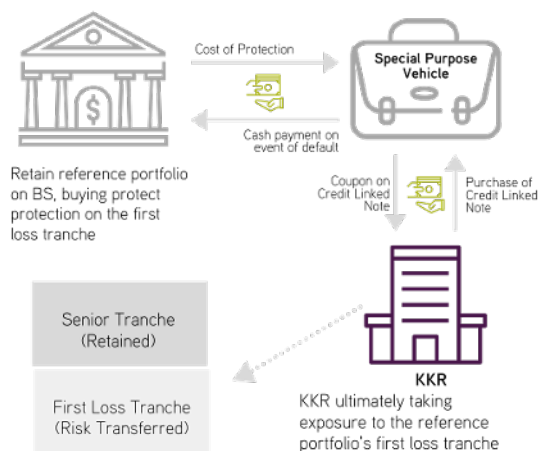 Cost of Protection
Special Purpose
Vehicle
$
Cash payment on
event of default
Retain reference portfolio
on BS, buying protect
protection on the first
loss tranche
Coupon on
Credit Linked
Note
Purchase of
Credit Linked
Note
Senior Tranche
(Retained)
First Loss Tranche
(Risk Transferred)
KKR
KKR ultimately taking
exposure to the reference
portfolio's first loss tranche